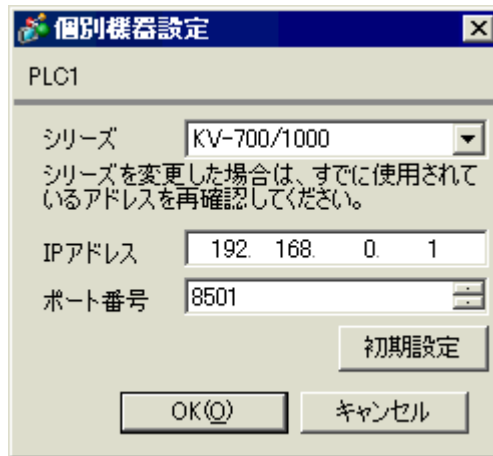 個別機器設定
PLC1
シリーズ KV-700/1000
シリーズを変更した場合は、すでに使用されて
いるアドレスを再確認してください。
IPアドレス 192. 168. 0. 1
ポート番号 8501
初期設定
OK(O) キャンセル